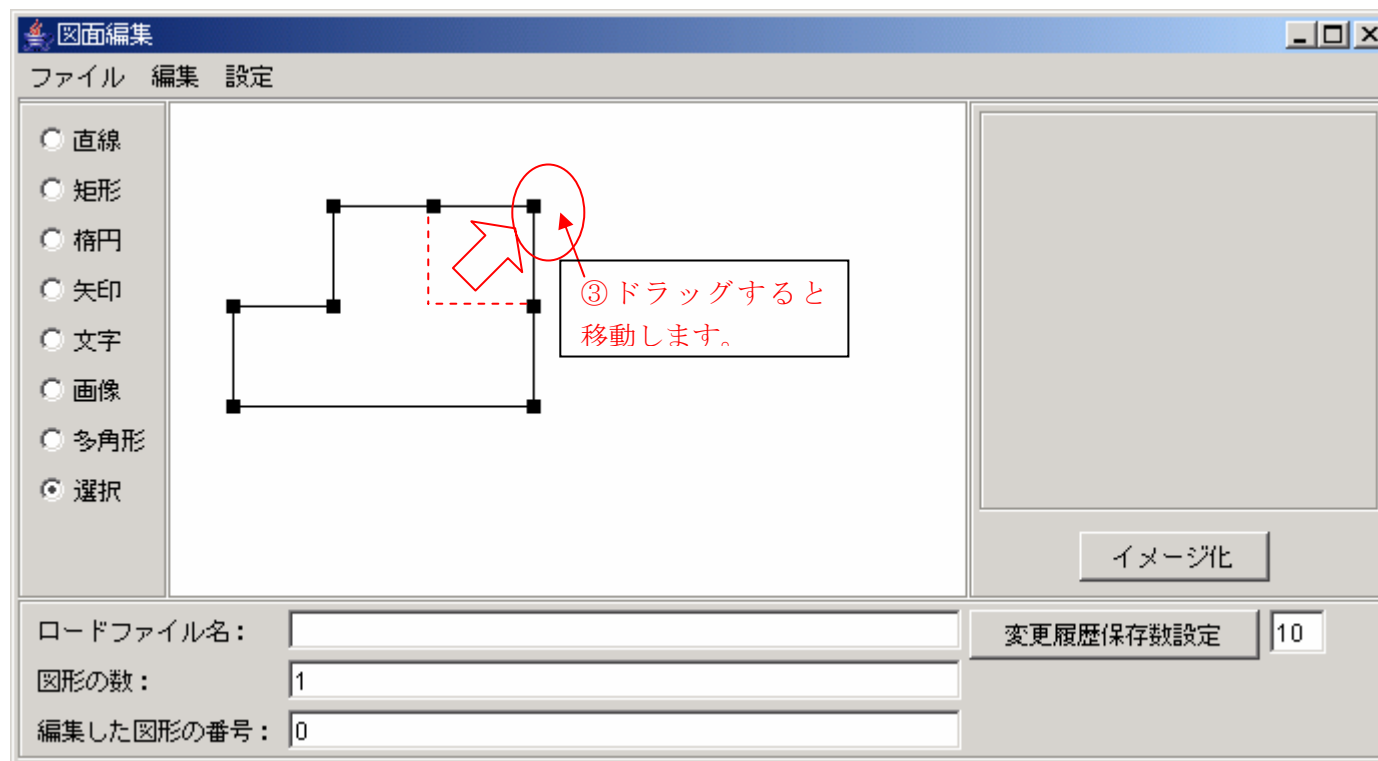 図面編集
ファイル 編集 設定
直線
矩形
楕円
矢印
文字
画像
多角形
選択
③ドラッグすると
移動します。
イメージ化
ロードファイル名：
変更履歴保存数設定 10
図形の数： 1
編集した図形の番号： 0